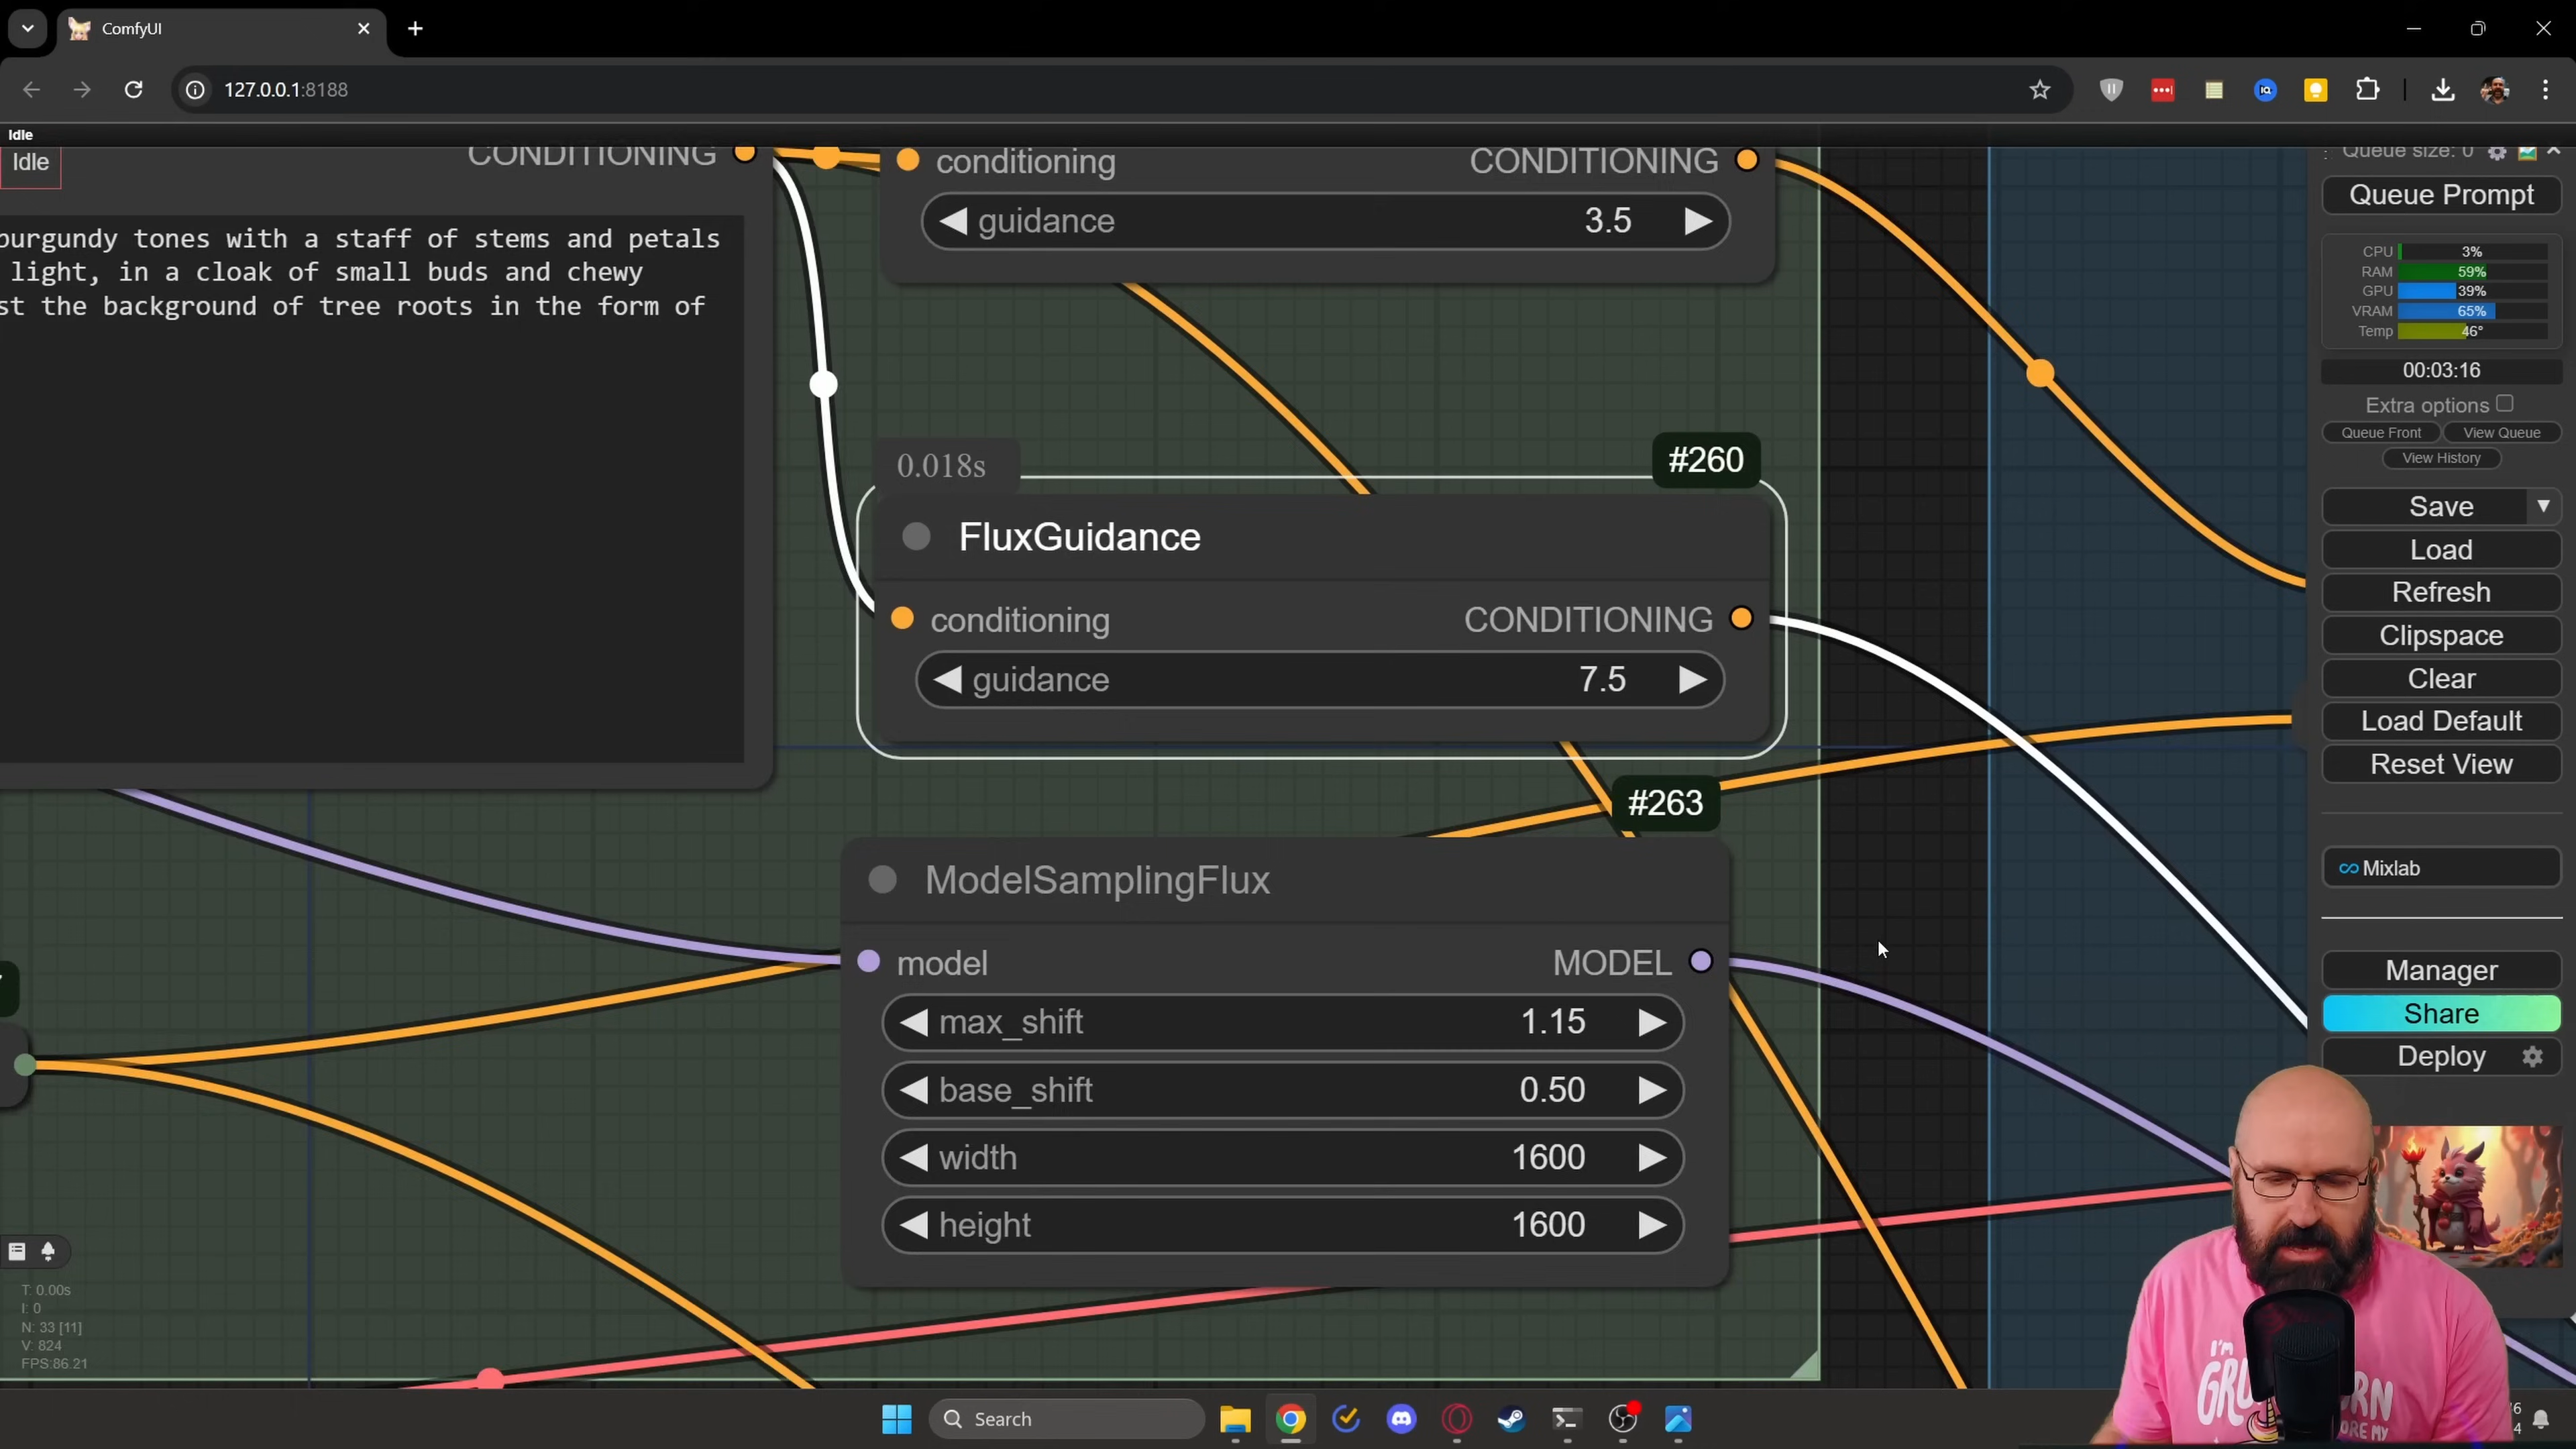 ComfyUI
127.0.0.1:8188
Idle
Idle
CONDITIONING
conditioning
CONDITIONING
guidance
3.5
burgundy tones with a staff of stems and petals
light, in a cloak of small buds and chewy
st the background of tree roots in the form of
0.018s
#260
FluxGuidance
conditioning
CONDITIONING
guidance
7.5
#263
ModelSamplingFlux
model
MODEL
max_shift
1.15
base_shift
0.50
width
1600
height
1600
T: 0.00s
I: 0
N: 33 [11]
V: 824
FPS:86.21
Queue size: 0
Queue Prompt
CPU
3%
RAM
59%
GPU
39%
VRAM
65%
Temp
46°
00:03:16
Extra options
Queue Front
View Queue
View History
Save
Load
Refresh
Clipspace
Clear
Load Default
Reset View
Mixlab
Manager
Share
Deploy
I'M
Search